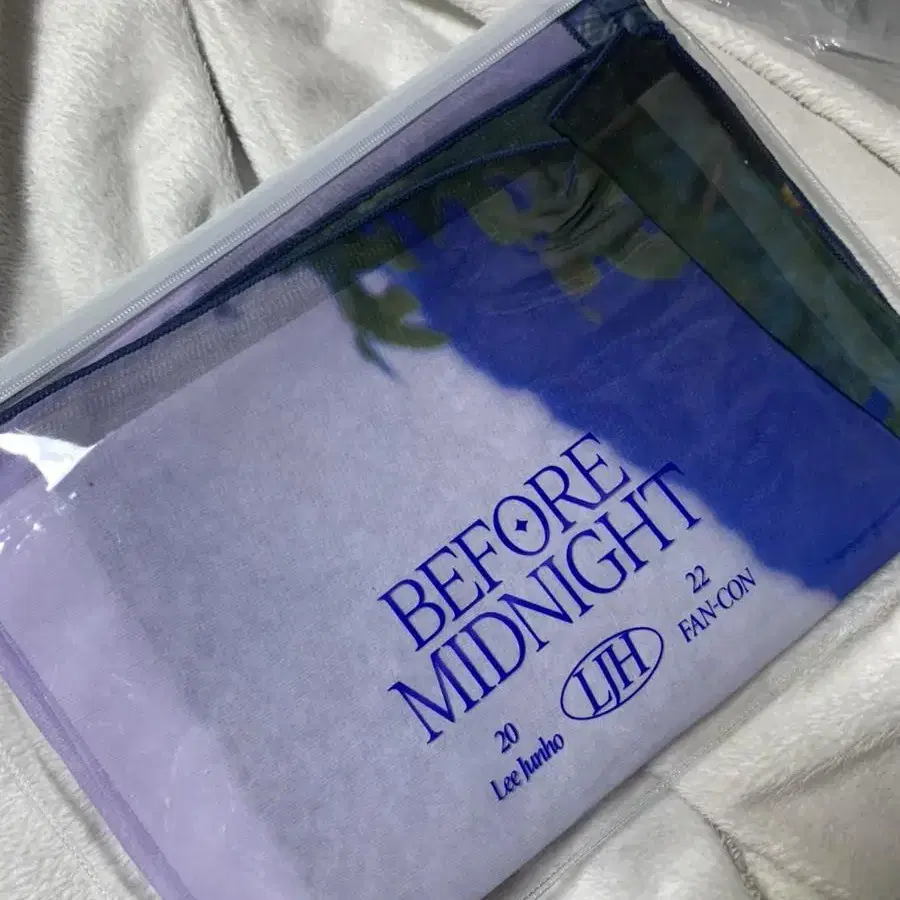 BEFORE
MIDNIGHT
20 LJH 22
Lee Junho FAN-CON